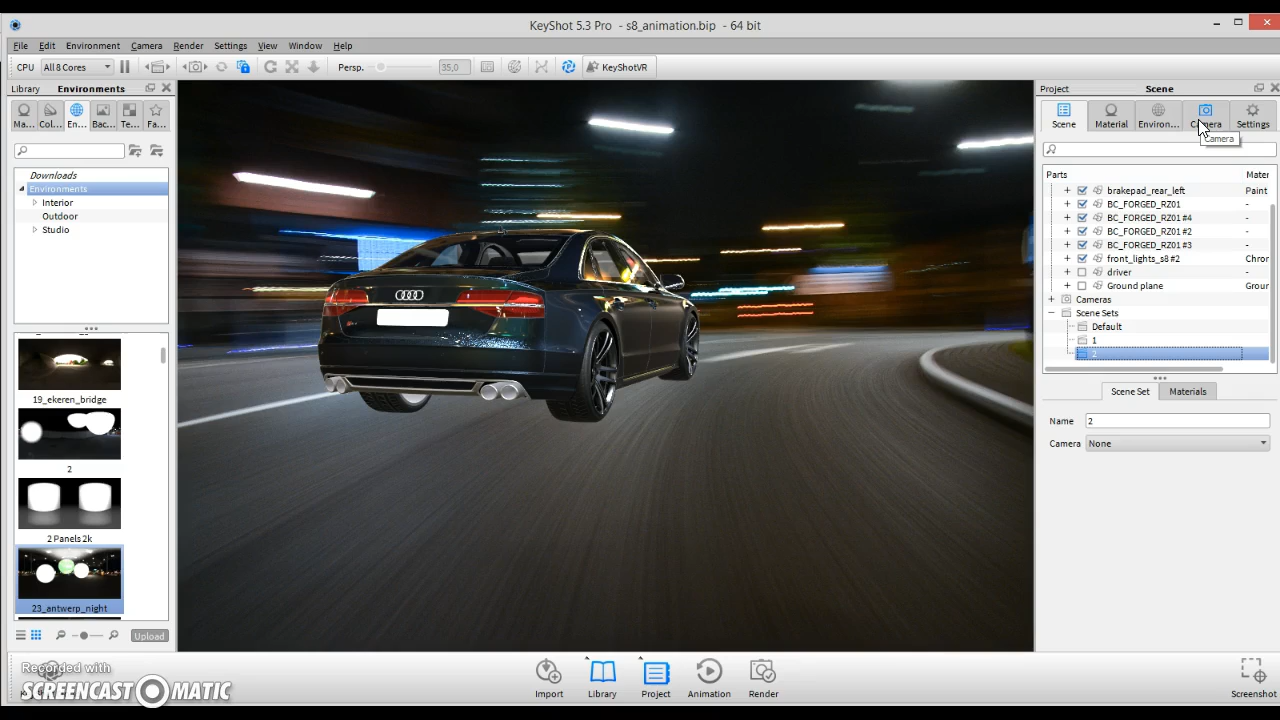 KeyShot 5.3 Pro - s8_animation.bip - 64 bit
File Edit Environment Camera Render Settings View Window Help
CPU All 8 Cores Persp. 35,0 KeyShotVR
Library Environments
Project Scene
Ma... Col... En... Bac... Te... Fa...
Scene Material Environ... Camera Settings
Camera
Downloads
Environments
Interior
Outdoor
Studio
19_ekeren_bridge
2
2 Panels 2k
23_antwerp_night
Upload
Parts Mater
brakepad_rear_left Paint
BC_FORGED_RZ01 -
BC_FORGED_RZ01 #4 -
BC_FORGED_RZ01 #2 -
BC_FORGED_RZ01 #3 -
front_lights_s8 #2 Chror
driver -
Ground plane Grour
Cameras
Scene Sets
Default
1
2
Scene Set Materials
Name 2
Camera None
Import Library Project Animation Render Screenshot
Recorded with
SCREENCAST MATIC